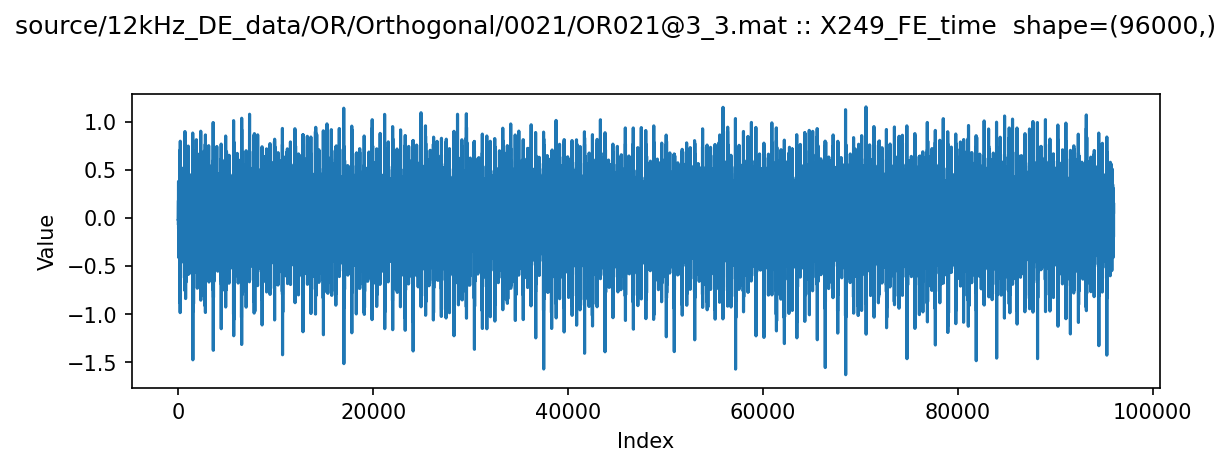 source/12kHz_DE_data/OR/Orthogonal/0021/OR021@3_3.mat :: X249_FE_time  shape=(96000,)
1.0
0.5
0.0
−0.5
−1.0
−1.5
Value
0 20000 40000 60000 80000 100000
Index